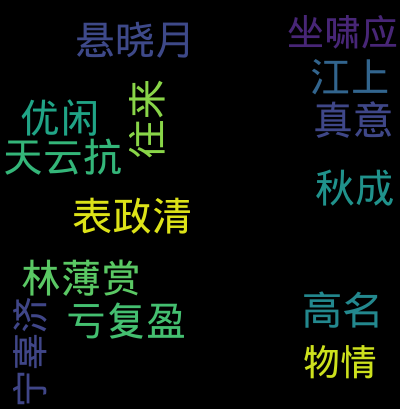 悬晓月
坐啸应
江上
往来
优闲
真意
天云抗
秋成
表政清
林薄赏
高名
宁辜济
亏复盈
物情